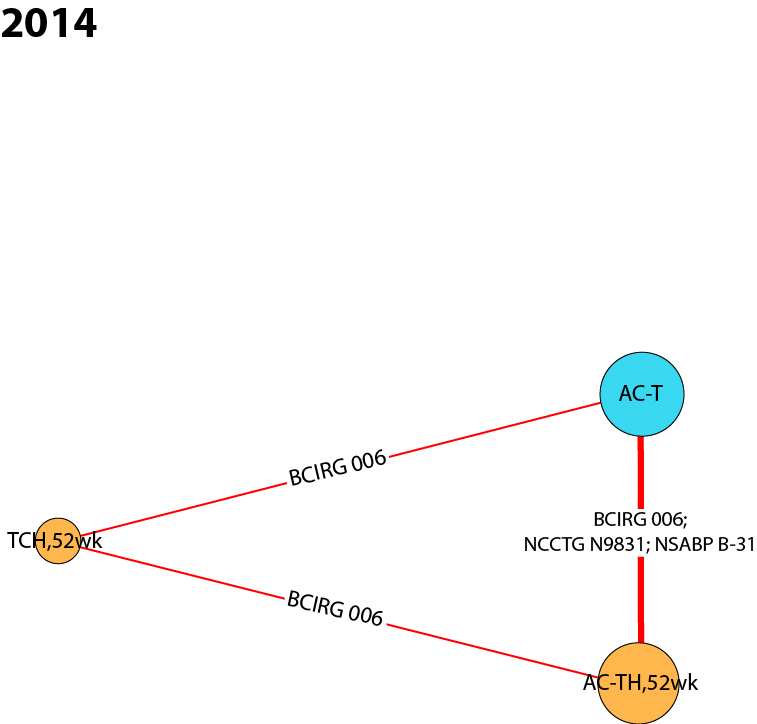 2014
AC-T
BCIRG 006
BCIRG 006;
NCCTG N9831; NSABP B-31
TCH,52wk
BCIRG 006
AC-TH,52wk